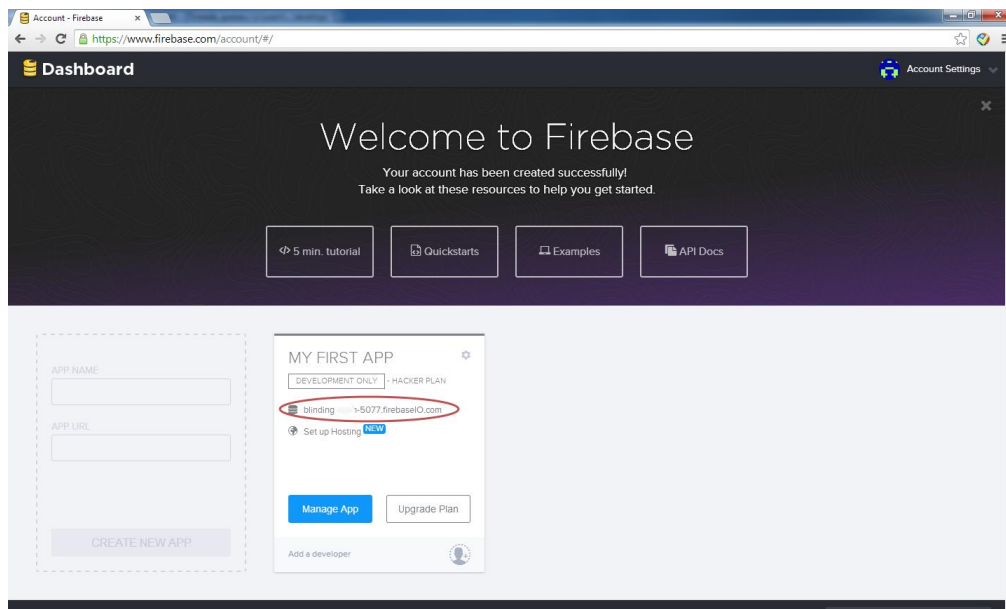 Account - Firebase
https://www.firebase.com/account/#/
Dashboard
Account Settings
Welcome to Firebase
Your account has been created successfully!
Take a look at these resources to help you get started.
5 min. tutorial
Quickstarts
Examples
API Docs
APP NAME
APP URL
CREATE NEW APP
MY FIRST APP
DEVELOPMENT ONLY - HACKER PLAN
blinding -5077.firebaseIO.com
Set up Hosting NEW
Manage App Upgrade Plan
Add a developer